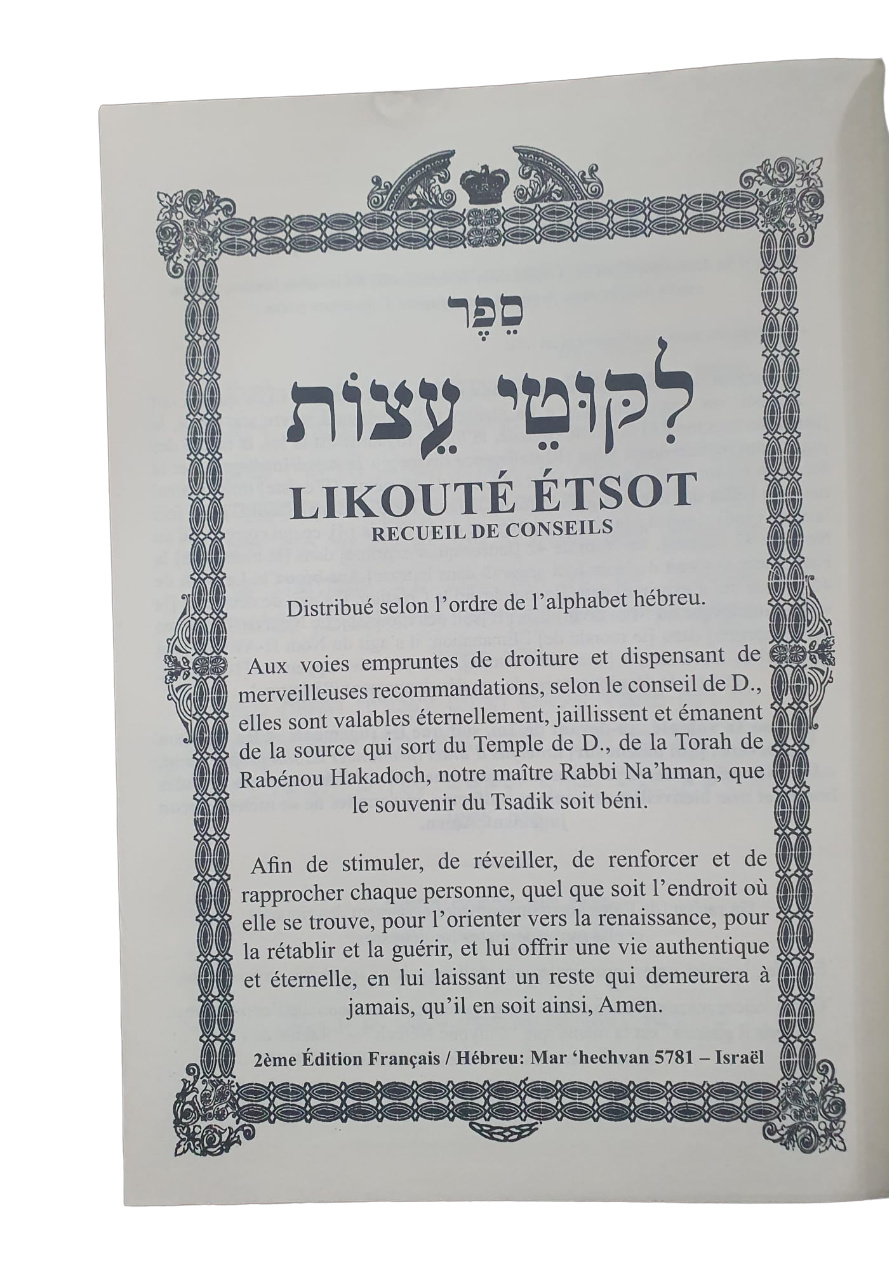 סֵפֶר
לִקּוּטֵי עֵצוֹת
LIKOUTÉ ÉTSOT
RECUEIL DE CONSEILS
Distribué selon l’ordre de l’alphabet hébreu.
Aux voies empruntes de droiture et dispensant de
merveilleuses recommandations, selon le conseil de D.,
elles sont valables éternellement, jaillissent et émanent
de la source qui sort du Temple de D., de la Torah de
Rabénou Hakadoch, notre maître Rabbi Na’hman, que
le souvenir du Tsadik soit béni.
Afin de stimuler, de réveiller, de renforcer et de
rapprocher chaque personne, quel que soit l’endroit où
elle se trouve, pour l’orienter vers la renaissance, pour
la rétablir et la guérir, et lui offrir une vie authentique
et éternelle, en lui laissant un reste qui demeurera à
jamais, qu’il en soit ainsi, Amen.
2ème Édition Français / Hébreu: Mar ‘hechvan 5781 – Israël